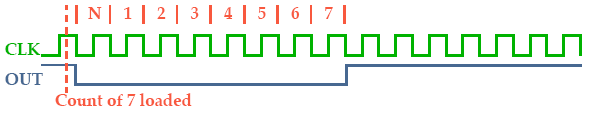 | N | 1 | 2 | 3 | 4 | 5 | 6 | 7 |
CLK
OUT
Count of 7 loaded